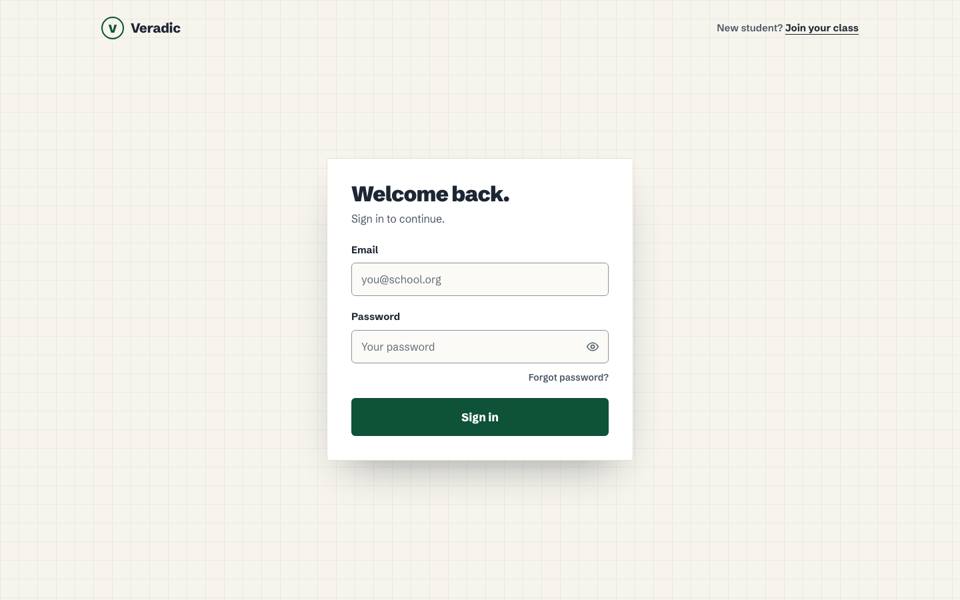 V Veradic
New student? Join your class
Welcome back.
Sign in to continue.
Email
you@school.org
Password
Your password
Forgot password?
Sign in